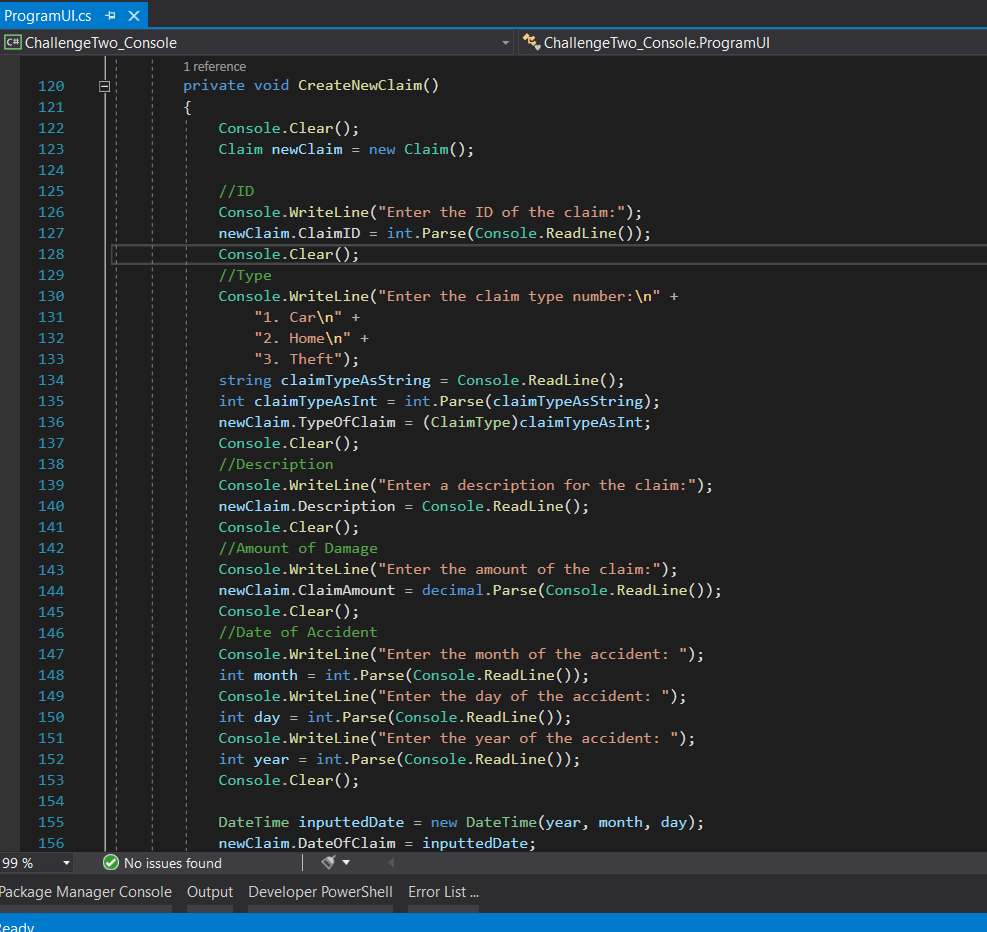 ProgramUI.cs
C# ChallengeTwo_Console ChallengeTwo_Console.ProgramUI
1 reference
120 private void CreateNewClaim()
121 {
122 Console.Clear();
123 Claim newClaim = new Claim();
124
125 //ID
126 Console.WriteLine("Enter the ID of the claim:");
127 newClaim.ClaimID = int.Parse(Console.ReadLine());
128 Console.Clear();
129 //Type
130 Console.WriteLine("Enter the claim type number:\n" +
131 "1. Car\n" +
132 "2. Home\n" +
133 "3. Theft");
134 string claimTypeAsString = Console.ReadLine();
135 int claimTypeAsInt = int.Parse(claimTypeAsString);
136 newClaim.TypeOfClaim = (ClaimType)claimTypeAsInt;
137 Console.Clear();
138 //Description
139 Console.WriteLine("Enter a description for the claim:");
140 newClaim.Description = Console.ReadLine();
141 Console.Clear();
142 //Amount of Damage
143 Console.WriteLine("Enter the amount of the claim:");
144 newClaim.ClaimAmount = decimal.Parse(Console.ReadLine());
145 Console.Clear();
146 //Date of Accident
147 Console.WriteLine("Enter the month of the accident: ");
148 int month = int.Parse(Console.ReadLine());
149 Console.WriteLine("Enter the day of the accident: ");
150 int day = int.Parse(Console.ReadLine());
151 Console.WriteLine("Enter the year of the accident: ");
152 int year = int.Parse(Console.ReadLine());
153 Console.Clear();
154
155 DateTime inputtedDate = new DateTime(year, month, day);
156 newClaim.DateOfClaim = inputtedDate;
99 % No issues found
Package Manager Console Output Developer PowerShell Error List ...
Ready